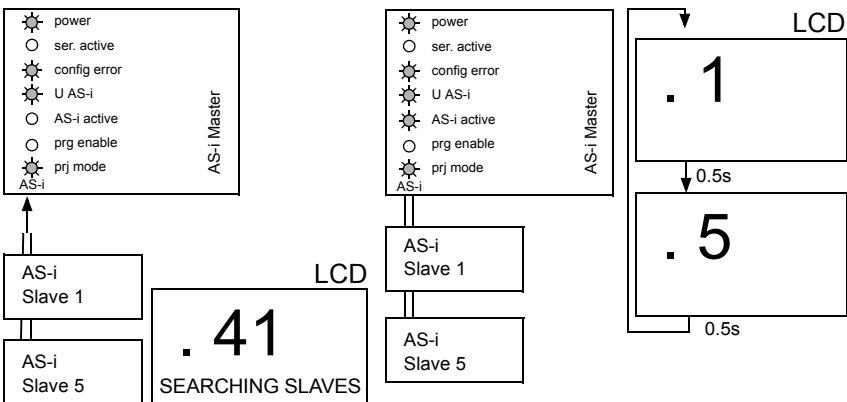 power
ser. active
config error
U AS-i
AS-i active
prg enable
prj mode
AS-i
AS-i Master
AS-i
Slave 1
AS-i
Slave 5
LCD
. 41
SEARCHING SLAVES
power
ser. active
config error
U AS-i
AS-i active
prg enable
prj mode
AS-i
AS-i Master
AS-i
Slave 1
AS-i
Slave 5
LCD
. 1
0.5s
. 5
0.5s